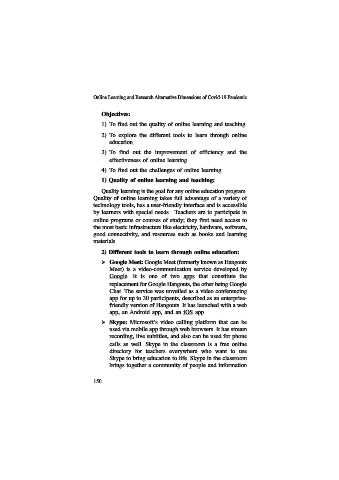 Online Learning and Research Alternative Dimensions of Covid-19 Pandemic
Objectives:
1) To find out the quality of online learning and teaching
2) To explore the different tools to learn through online
education
3) To find out the improvement of efficiency and the
effectiveness of online learning
4) To find out the challenges of online learning
1) Quality of online learning and teaching:
Quality learning is the goal for any online education program
Quality of online learning takes full advantage of a variety of
technology tools, has a user-friendly interface and is accessible
by learners with special needs Teachers are to participate in
online programs or courses of study; they first need access to
the most basic infrastructure like electricity, hardware, software,
good connectivity, and resources such as books and learning
materials
2) Different tools to learn through online education:
➤ Google Meet: Google Meet (formerly known as Hangouts
Meet) is a video-communication service developed by
Google It is one of two apps that constitute the
replacement for Google Hangouts, the other being Google
Chat The service was unveiled as a video conferencing
app for up to 30 participants, described as an enterprise-
friendly version of Hangouts It has launched with a web
app, an Android app, and an iOS app
➤ Skype: Microsoft's video calling platform that can be
used via mobile app through web browsers It has stream
recording, live subtitles, and also can be used for phone
calls as well Skype in the classroom is a free online
directory for teachers everywhere who want to use
Skype to bring education to life Skype in the classroom
brings together a community of people and information
150